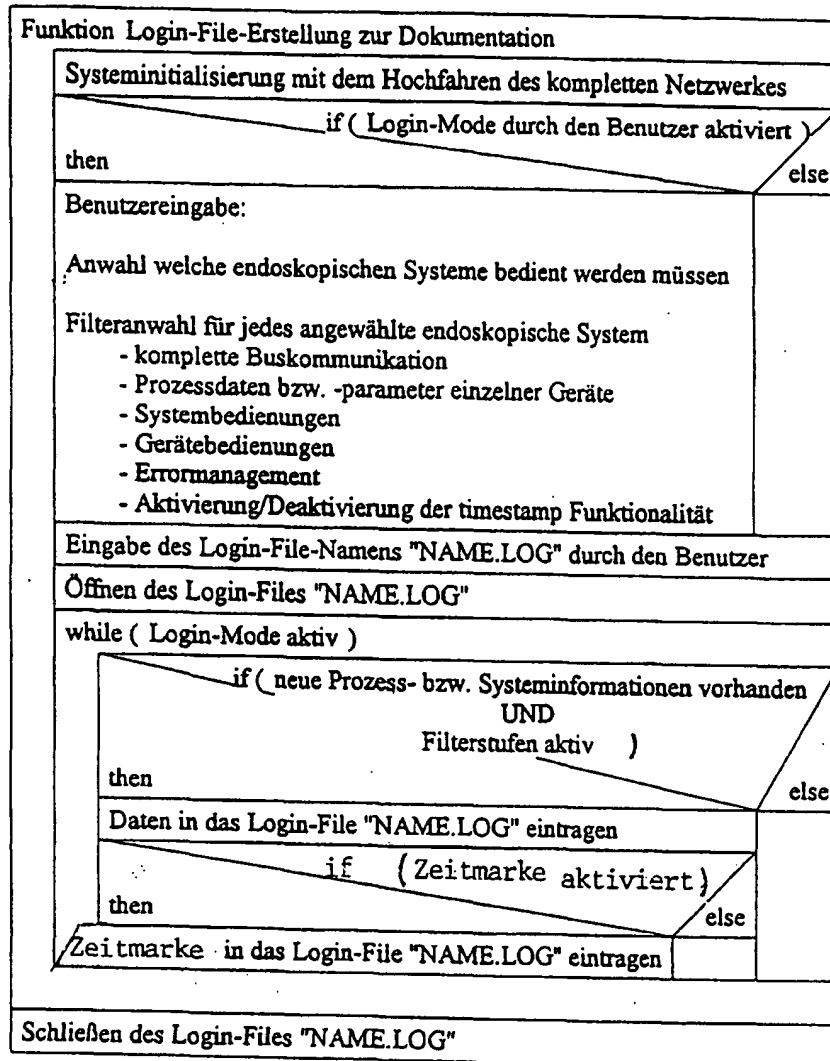 Funktion Login-File-Erstellung zur Dokumentation
Systeminitialisierung mit dem Hochfahren des kompletten Netzwerkes
if ( Login-Mode durch den Benutzer aktiviert )
then
else
Benutzereingabe:
Anwahl welche endoskopischen Systeme bedient werden müssen
Filteranwahl für jedes angewählte endoskopische System
- komplette Buskommunikation
- Prozessdaten bzw. -parameter einzelner Geräte
- Systembedienungen
- Gerätebedienungen
- Errormanagement
- Aktivierung/Deaktivierung der timestamp Funktionalität
Eingabe des Login-File-Namens "NAME.LOG" durch den Benutzer
Öffnen des Login-Files "NAME.LOG"
while ( Login-Mode aktiv )
if ( neue Prozess- bzw. Systeminformationen vorhanden
UND
Filterstufen aktiv )
then
else
Daten in das Login-File "NAME.LOG" eintragen
if (Zeitmarke aktiviert)
then
else
Zeitmarke in das Login-File "NAME.LOG" eintragen
Schließen des Login-Files "NAME.LOG"